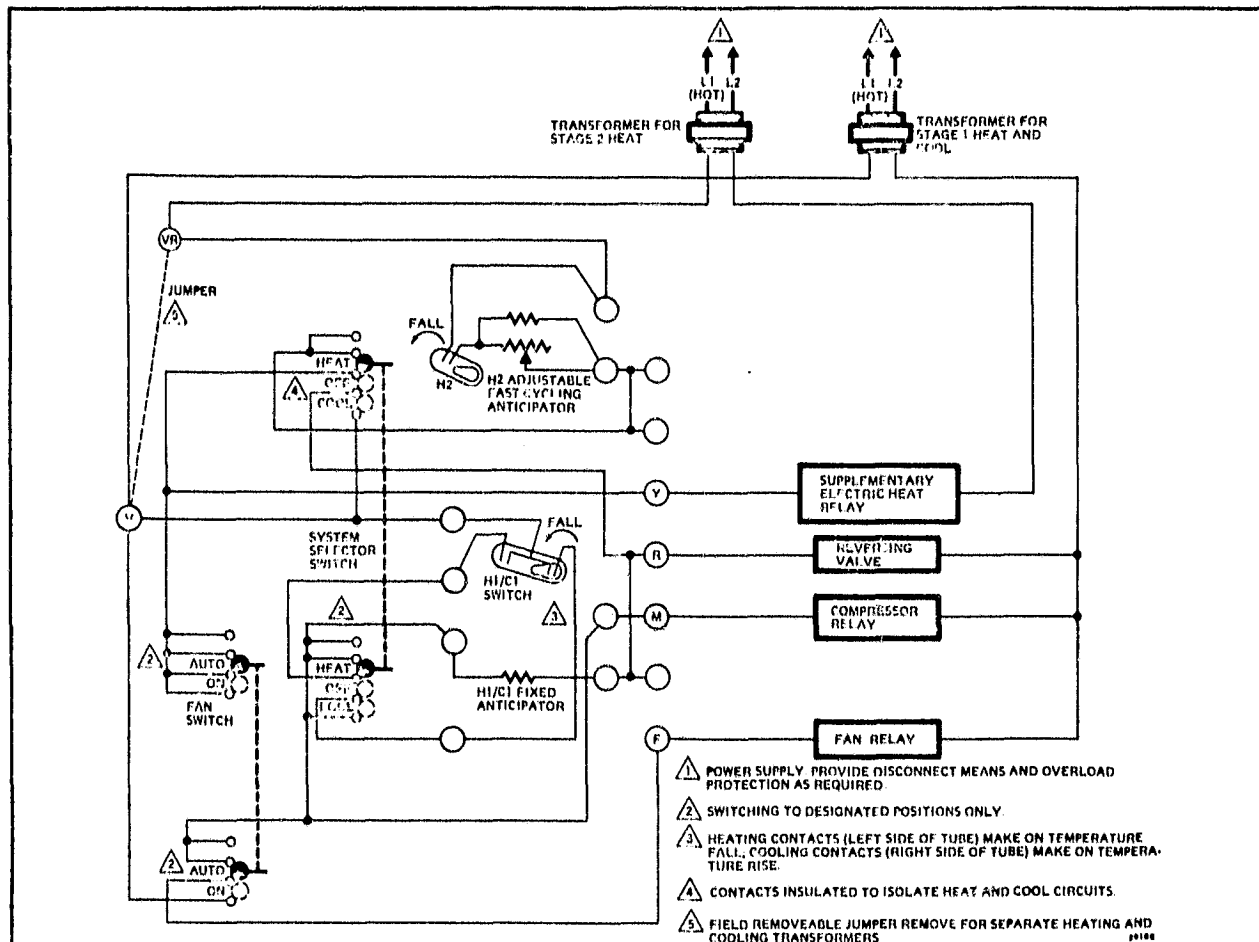 1
1
L1
L2
(HOT)
L1
L2
(HOT)
TRANSFORMER FOR
STAGE 2 HEAT
TRANSFORMER FOR
STAGE 1 HEAT AND
COOL
VR
JUMPER
5
FALL
HEAT
OFF
COOL
4
H2
H2 ADJUSTABLE
FAST CYCLING
ANTICIPATOR
Y
SUPPLEMENTARY
ELECTRIC HEAT
RELAY
SYSTEM
SELECTOR
SWITCH
FALL
H1/C1
SWITCH
3
R
REVERSING
VALVE
2
M
COMPRESSOR
RELAY
2
AUTO
ON
FAN
SWITCH
HEAT
OFF
COOL
H1/C1 FIXED
ANTICIPATOR
F
FAN RELAY
2
AUTO
ON
1 POWER SUPPLY. PROVIDE DISCONNECT MEANS AND OVERLOAD
PROTECTION AS REQUIRED.
2 SWITCHING TO DESIGNATED POSITIONS ONLY.
3 HEATING CONTACTS (LEFT SIDE OF TUBE) MAKE ON TEMPERATURE
FALL, COOLING CONTACTS (RIGHT SIDE OF TUBE) MAKE ON TEMPERA-
TURE RISE.
4 CONTACTS INSULATED TO ISOLATE HEAT AND COOL CIRCUITS.
5 FIELD REMOVEABLE JUMPER REMOVE FOR SEPARATE HEATING AND
COOLING TRANSFORMERS